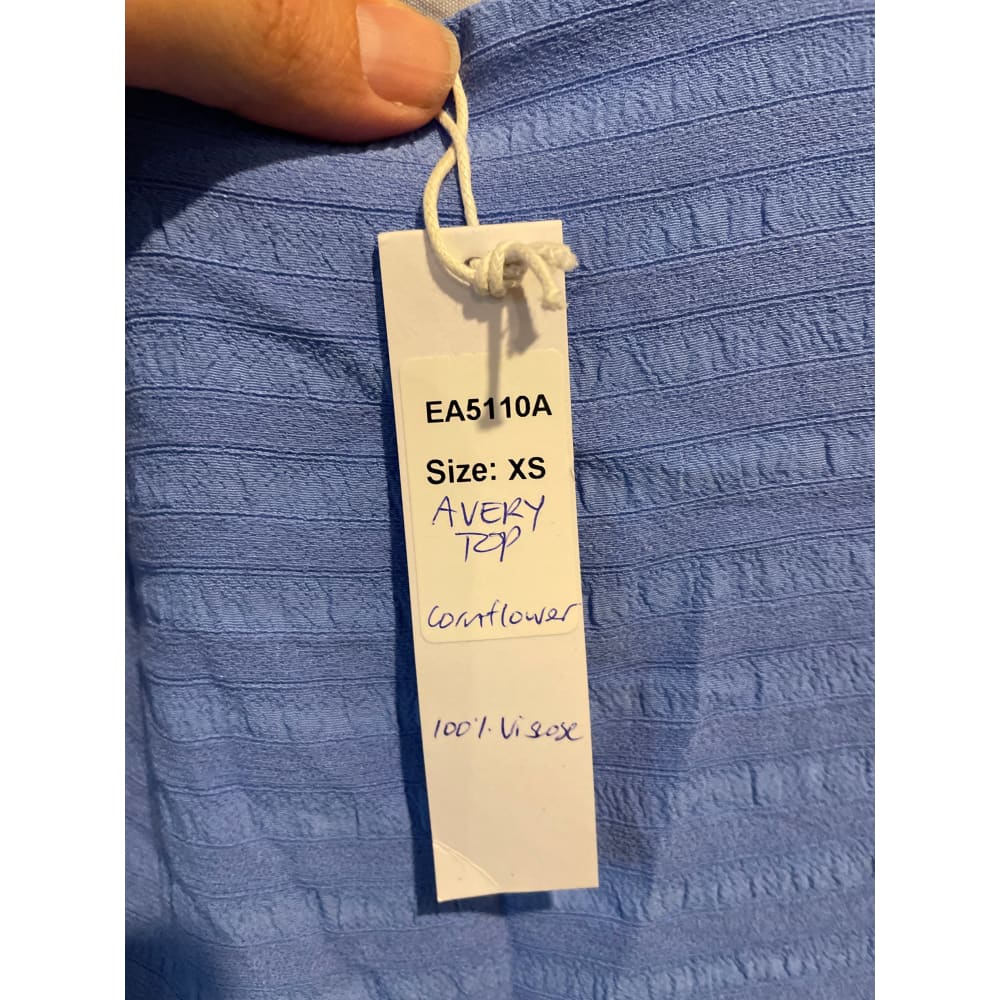 EA5110A
Size: XS
AVERY
TOP
Cornflower
100% Viscose